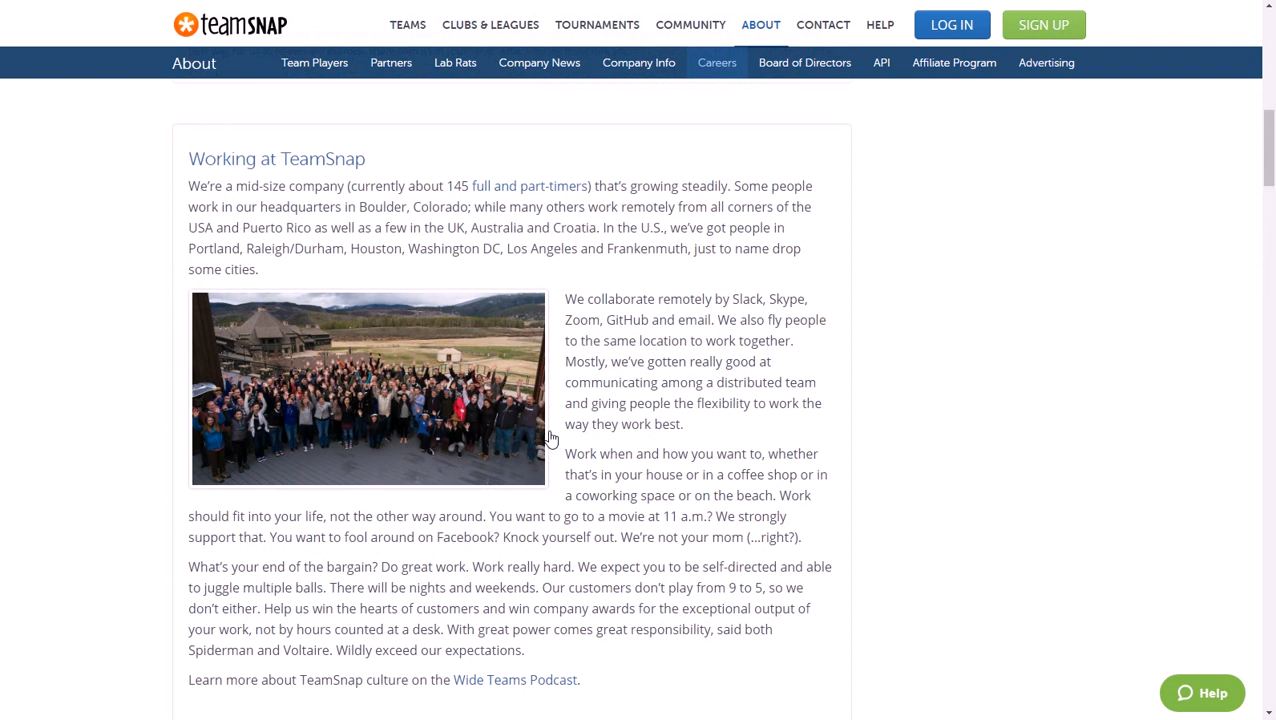 teamSNAP TEAMS CLUBS & LEAGUES TOURNAMENTS COMMUNITY ABOUT CONTACT HELP LOG IN SIGN UP
About Team Players Partners Lab Rats Company News Company Info Careers Board of Directors API Affiliate Program Advertising
Working at TeamSnap
We're a mid-size company (currently about 145 full and part-timers) that's growing steadily. Some people
work in our headquarters in Boulder, Colorado; while many others work remotely from all corners of the
USA and Puerto Rico as well as a few in the UK, Australia and Croatia. In the U.S., we've got people in
Portland, Raleigh/Durham, Houston, Washington DC, Los Angeles and Frankenmuth, just to name drop
some cities.
We collaborate remotely by Slack, Skype,
Zoom, GitHub and email. We also fly people
to the same location to work together.
Mostly, we've gotten really good at
communicating among a distributed team
and giving people the flexibility to work the
way they work best.
Work when and how you want to, whether
that's in your house or in a coffee shop or in
a coworking space or on the beach. Work
should fit into your life, not the other way around. You want to go to a movie at 11 a.m.? We strongly
support that. You want to fool around on Facebook? Knock yourself out. We're not your mom (...right?).
What's your end of the bargain? Do great work. Work really hard. We expect you to be self-directed and able
to juggle multiple balls. There will be nights and weekends. Our customers don't play from 9 to 5, so we
don't either. Help us win the hearts of customers and win company awards for the exceptional output of
your work, not by hours counted at a desk. With great power comes great responsibility, said both
Spiderman and Voltaire. Wildly exceed our expectations.
Learn more about TeamSnap culture on the Wide Teams Podcast.
Help